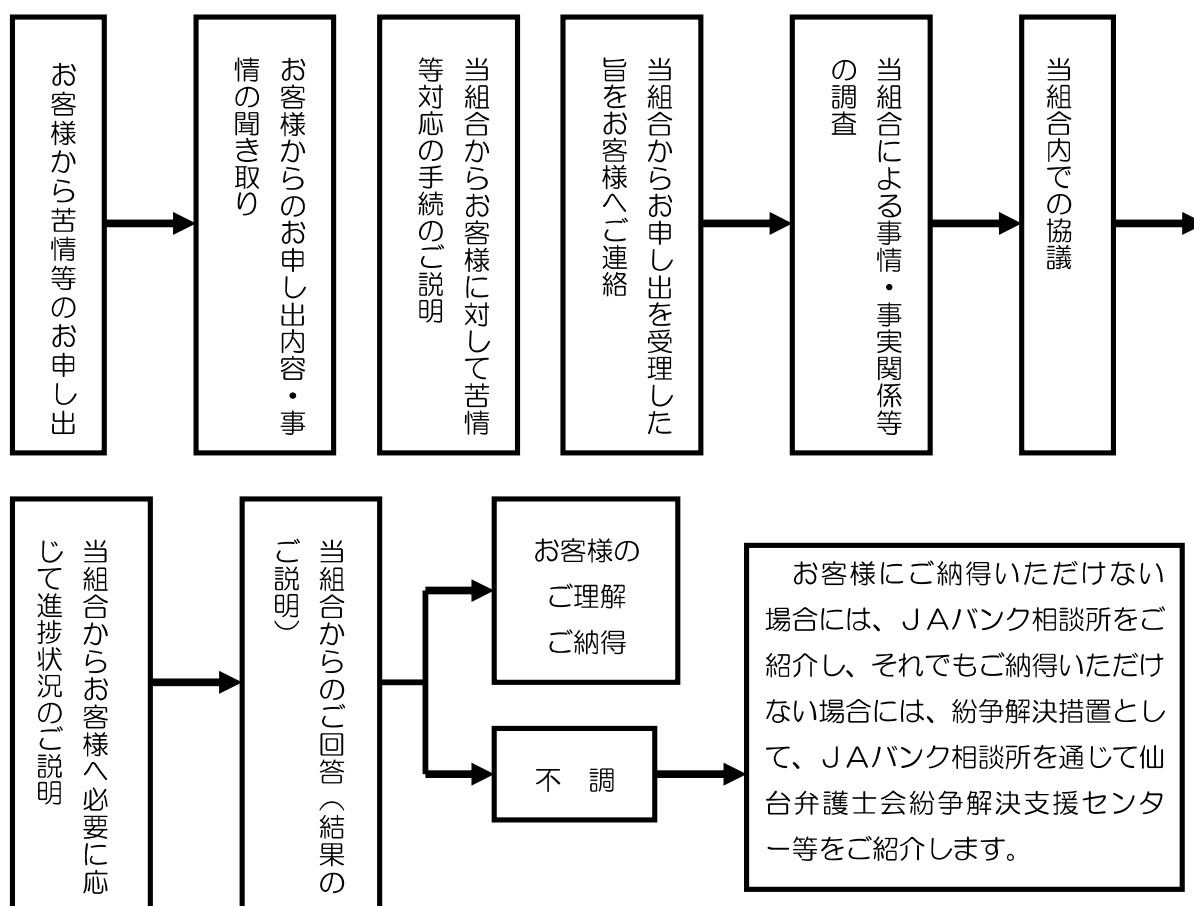 お客様から苦情等のお申し出
お客様からのお申し出内容・事
情の聞き取り
当組合からお客様に対して苦情
等対応の手続のご説明
当組合からお申し出を受理した
旨をお客様へご連絡
当組合による事情・事実関係等
の調査
当組合内での協議
当組合からお客様へ必要に応
じて進捗状況のご説明
当組合からのご回答（結果の
ご説明）
お客様の
ご理解
ご納得
不　調
　お客様にご納得いただけない
場合には、ＪＡバンク相談所をご
紹介し、それでもご納得いただけ
ない場合には、紛争解決措置とし
て、ＪＡバンク相談所を通じて仙
台弁護士会紛争解決支援センタ
ー等をご紹介します。